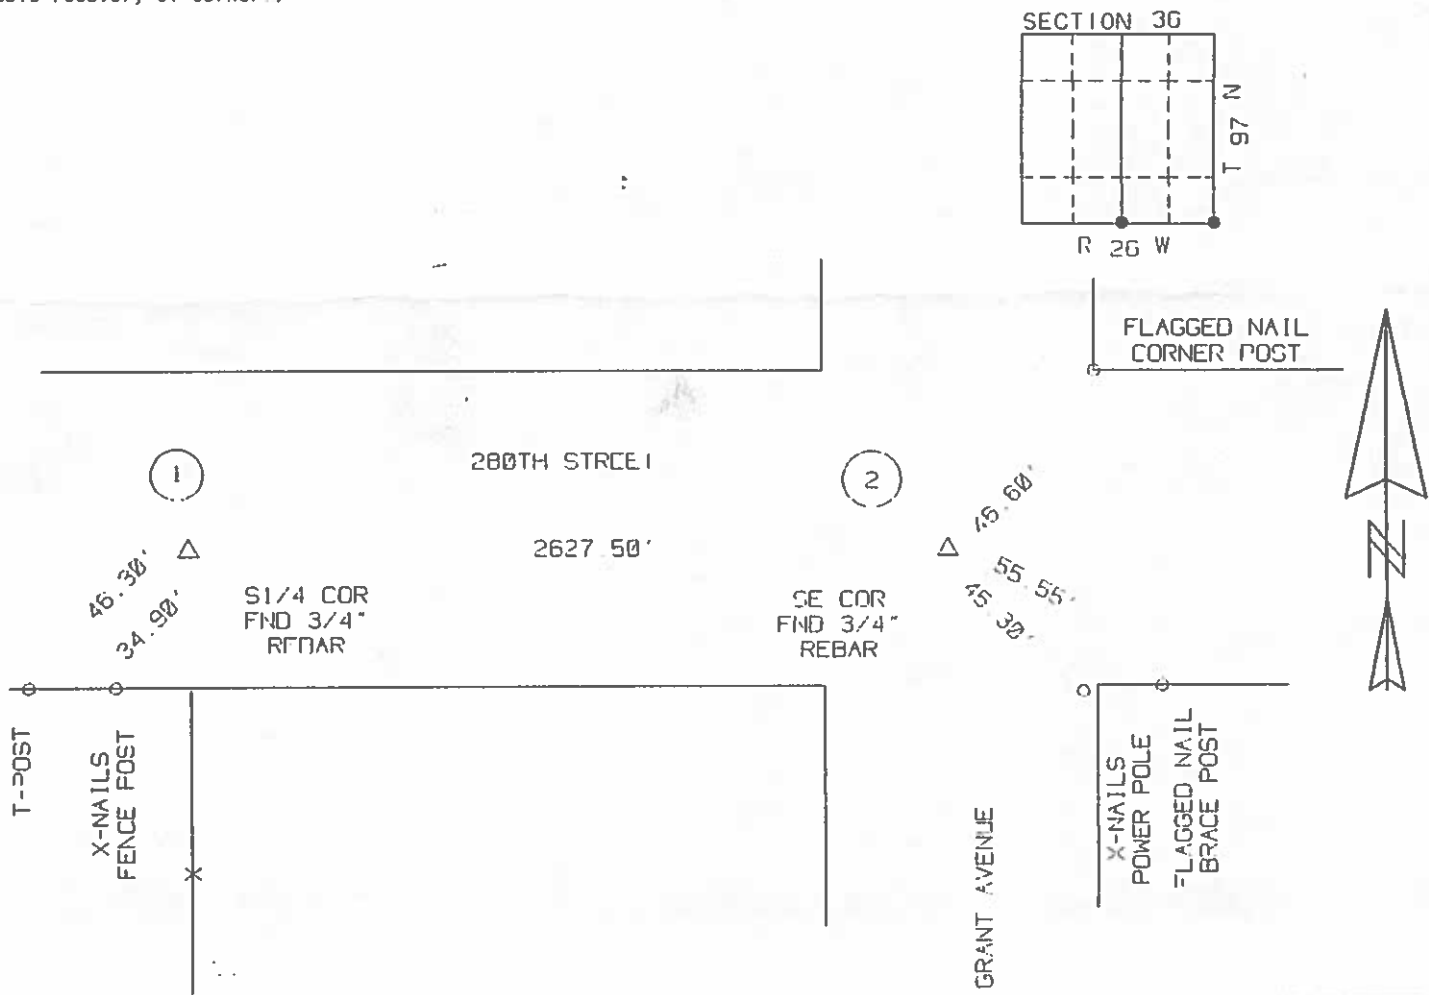 SECTION 36
T 97 N
R 26 W
FLAGGED NAIL
CORNER POST
280TH STREET
1
2
46.60'
2627.50'
46.30'
34.90'
55.55'
45.30'
S1/4 COR
FND 3/4"
REBAR
SE COR
FND 3/4"
REBAR
N
T-POST
X-NAILS
FENCE POST
GRANT AVENUE
X-NAILS
POWER POLE
FLAGGED NAIL
BRACE POST